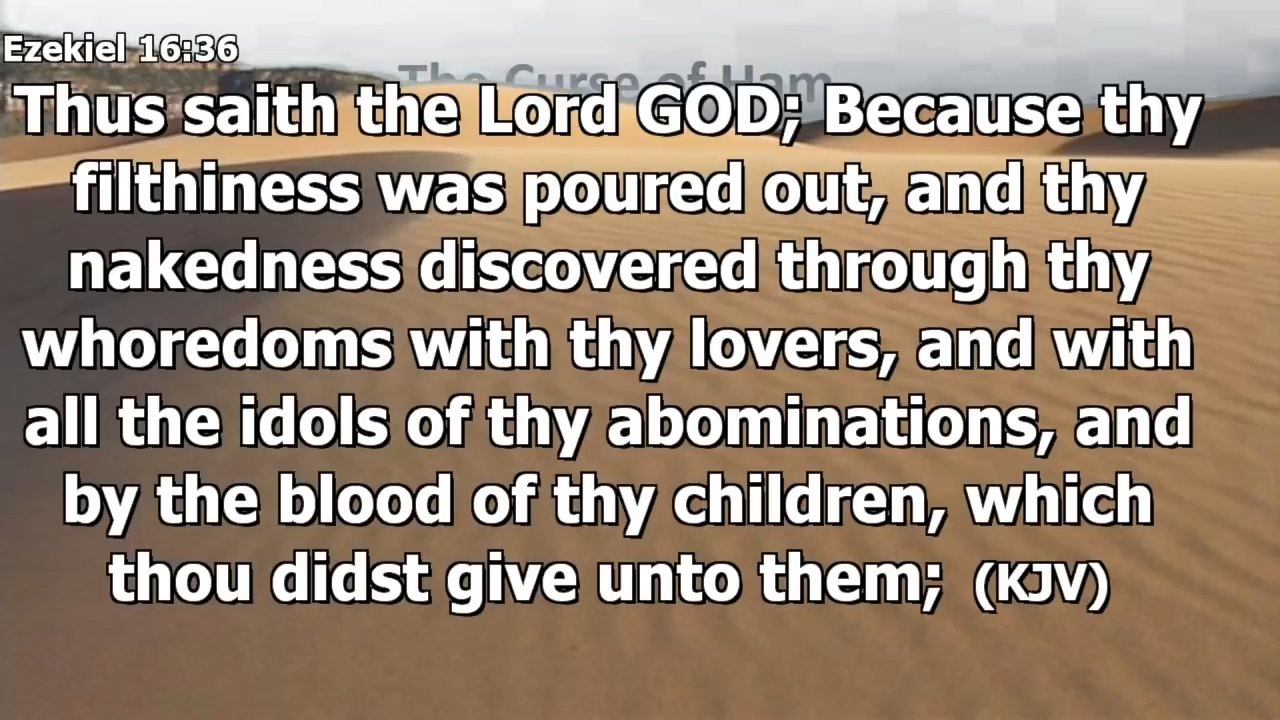 Ezekiel 16:36
The Curse of Ham
Thus saith the Lord GOD; Because thy
filthiness was poured out, and thy
nakedness discovered through thy
whoredoms with thy lovers, and with
all the idols of thy abominations, and
by the blood of thy children, which
thou didst give unto them; (KJV)